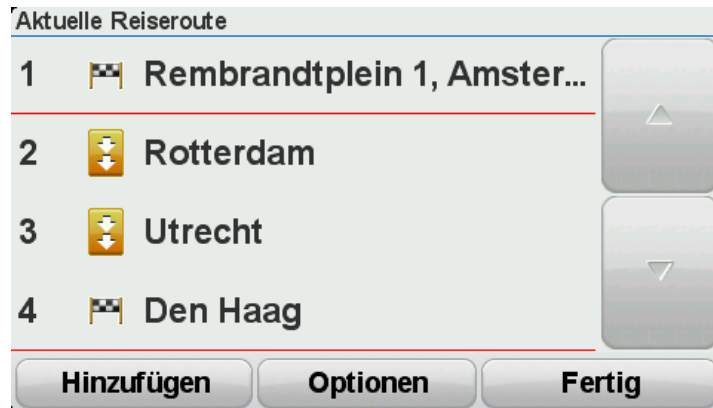 Aktuelle Reiseroute
1 Rembrandtplein 1, Amster...
2 Rotterdam
3 Utrecht
4 Den Haag
Hinzufügen Optionen Fertig